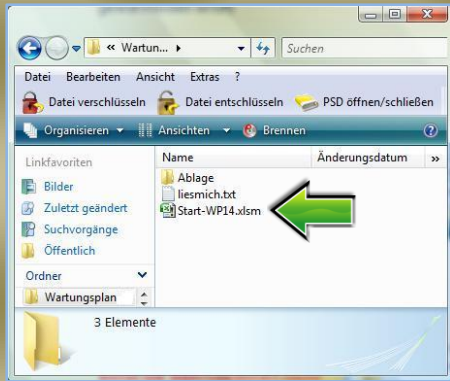 « Wartun... Suchen
Datei Bearbeiten Ansicht Extras ?
Datei verschlüsseln Datei entschlüsseln PSD öffnen/schließen
Organisieren Ansichten Brennen ?
Linkfavoriten
Bilder
Zuletzt geändert
Suchvorgänge
Öffentlich
Ordner
Wartungsplan
Name Änderungsdatum »
Ablage
liesmich.txt
Start-WP14.xlsm
3 Elemente